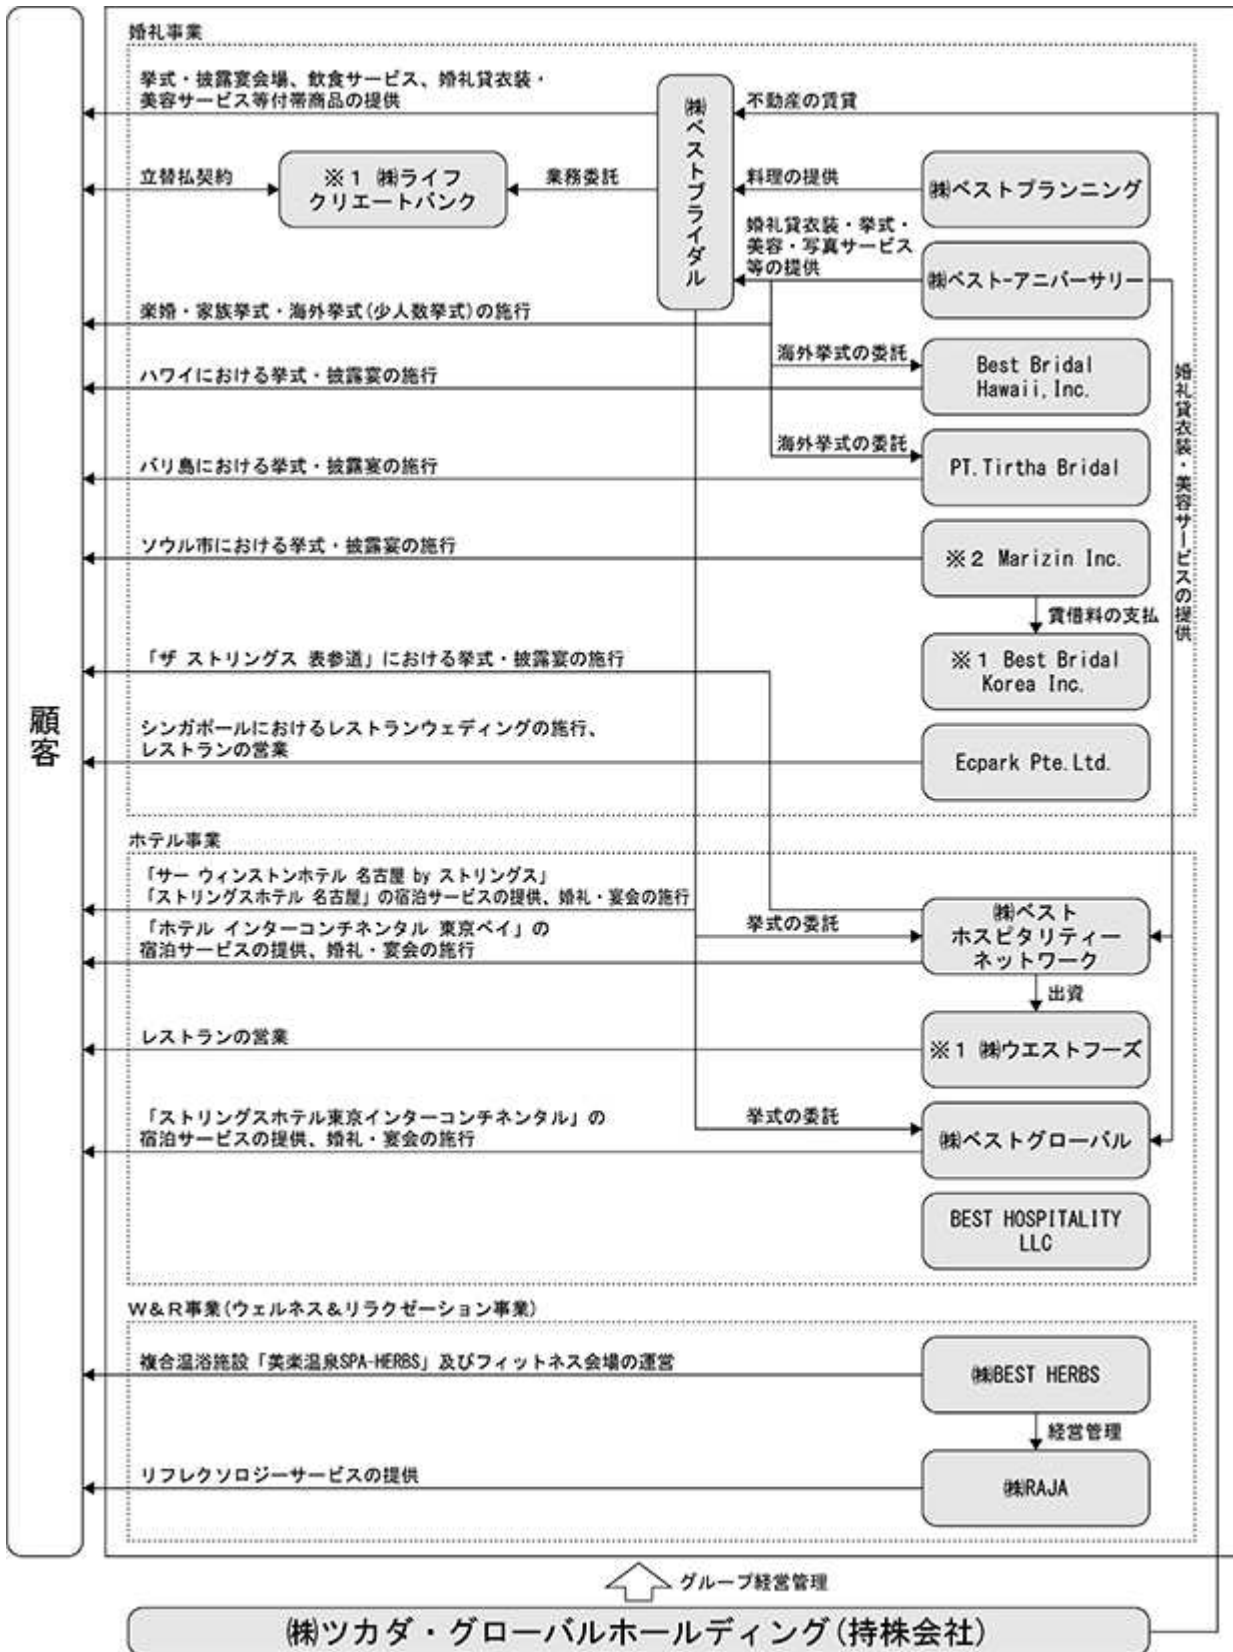 顧客
婚礼事業
挙式・披露宴会場、飲食サービス、婚礼貸衣装・
美容サービス等付帯商品の提供
㈱ベストブライダル
不動産の賃貸
立替払契約
※1 ㈱ライフ
クリエートバンク
業務委託
料理の提供
㈱ベストプランニング
婚礼貸衣装・挙式・
美容・写真サービス
等の提供
㈱ベスト-アニバーサリー
楽婚・家族挙式・海外挙式(少人数挙式)の施行
海外挙式の委託
Best Bridal
Hawaii,Inc.
ハワイにおける挙式・披露宴の施行
婚礼貸衣装・美容サービスの提供
海外挙式の委託
PT.Tirtha Bridal
バリ島における挙式・披露宴の施行
ソウル市における挙式・披露宴の施行
※2 Marizin Inc.
賃借料の支払
「ザ ストリングス 表参道」における挙式・披露宴の施行
※1 Best Bridal
Korea Inc.
シンガポールにおけるレストランウェディングの施行、
レストランの営業
Ecpark Pte.Ltd.
ホテル事業
「サー ウィンストンホテル 名古屋 by ストリングス」
「ストリングスホテル 名古屋」の宿泊サービスの提供、婚礼・宴会の施行
「ホテル インターコンチネンタル 東京ベイ」の
宿泊サービスの提供、婚礼・宴会の施行
挙式の委託
㈱ベスト
ホスピタリティー
ネットワーク
出資
レストランの営業
※1 ㈱ウエストフーズ
「ストリングスホテル東京インターコンチネンタル」の
宿泊サービスの提供、婚礼・宴会の施行
挙式の委託
㈱ベストグローバル
BEST HOSPITALITY
LLC
W&R事業(ウェルネス&リラクゼーション事業)
複合温浴施設「美楽温泉SPA-HERBS」及びフィットネス会場の運営
㈱BEST HERBS
経営管理
リフレクソロジーサービスの提供
㈱RAJA
グループ経営管理
㈱ツカダ・グローバルホールディング(持株会社)